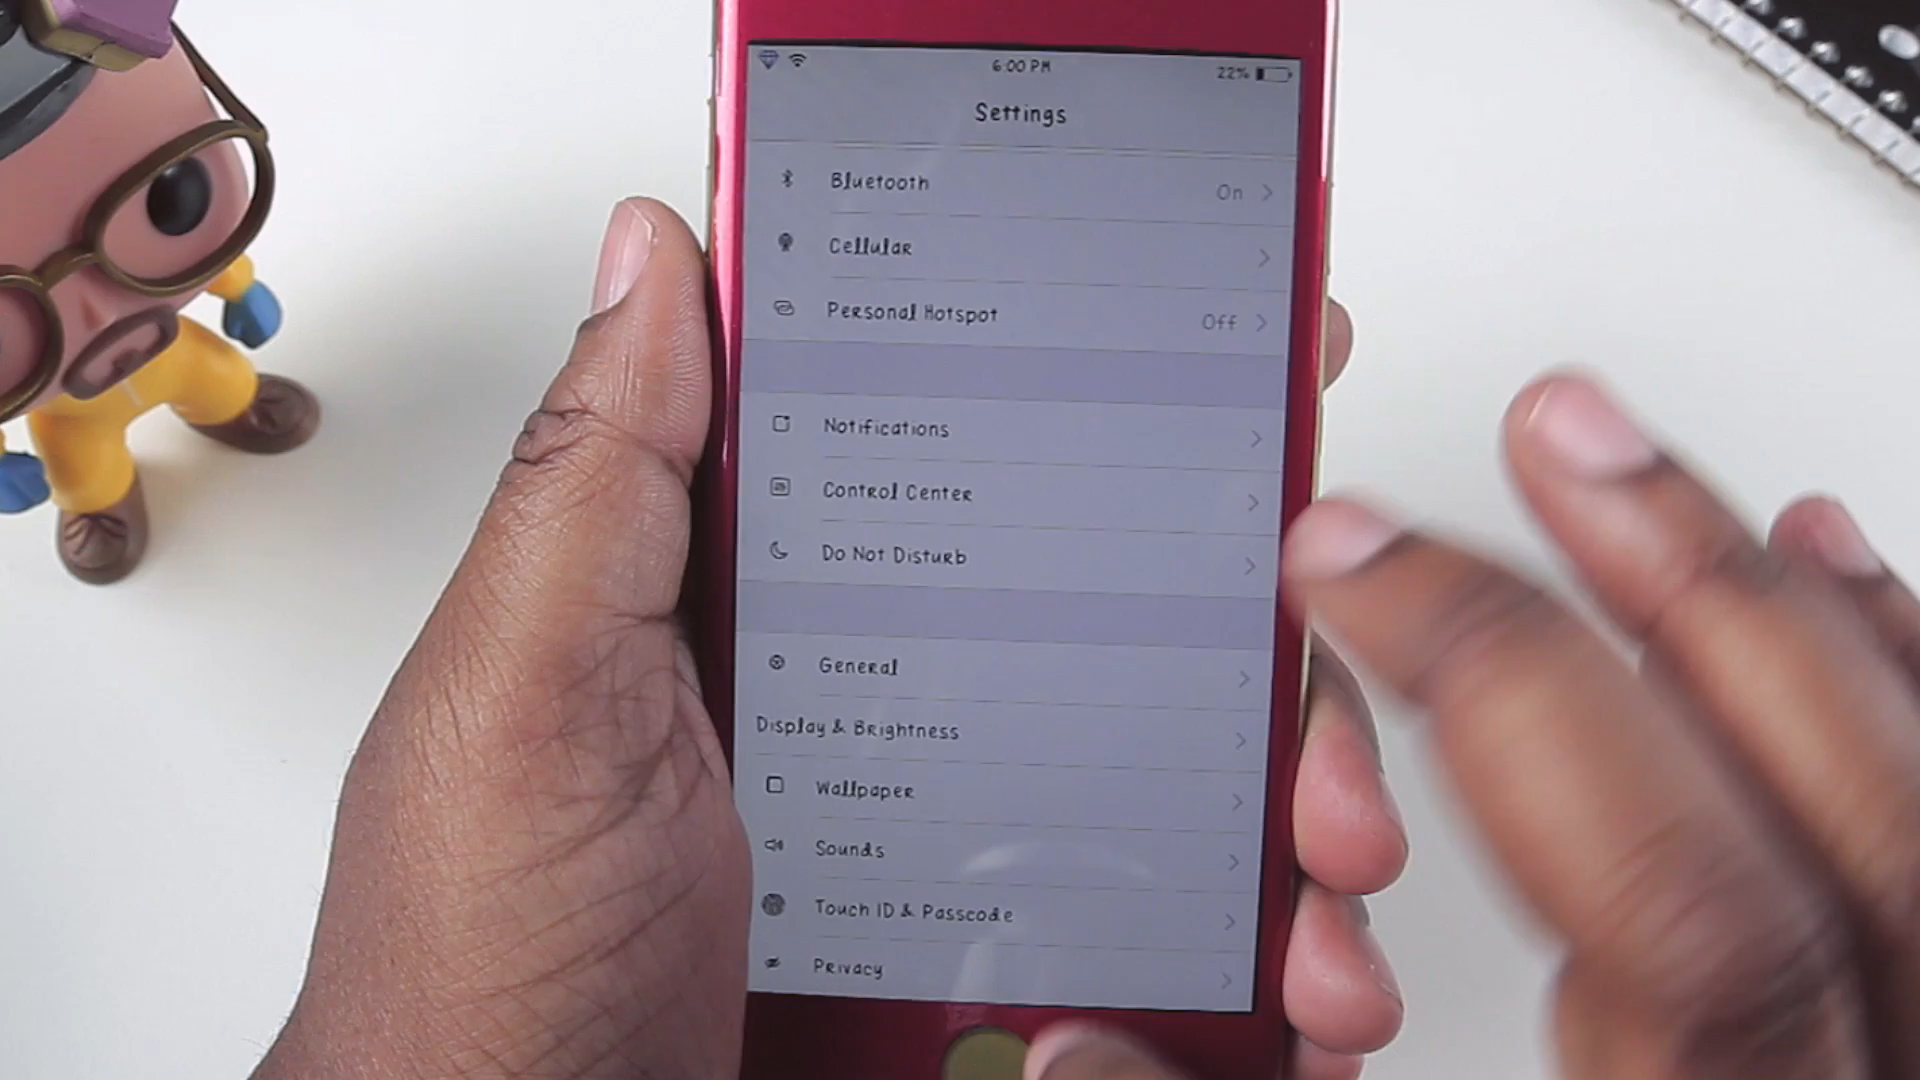 6:00 PM
22%
Settings
Bluetooth On
Cellular
Personal Hotspot Off
Notifications
Control Center
Do Not Disturb
General
Display & Brightness
Wallpaper
Sounds
Touch ID & Passcode
Privacy